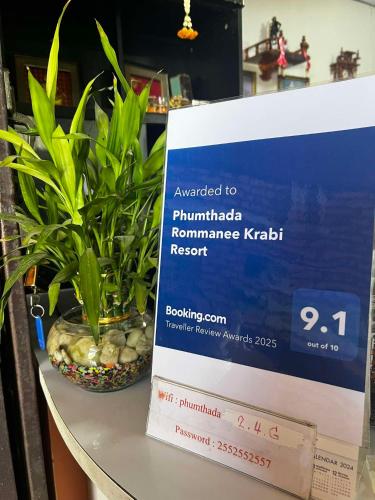 Awarded to
Phumthada
Rommanee Krabi
Resort
Booking.com
Traveller Review Awards 2025
9.1
out of 10
Wifi : phumthada 2.4.G
Password : 2552552557
CALENDAR 2024